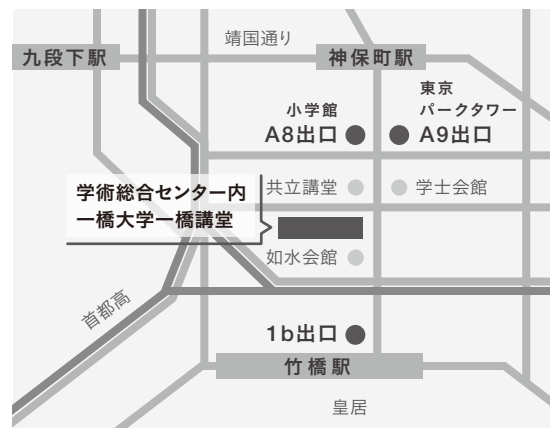 靖国通り
九段下駅
神保町駅
小学館
A8出口
東京
パークタワー
A9出口
学術総合センター内
一橋大学一橋講堂
共立講堂
学士会館
如水会館
首都高
1b出口
竹橋駅
皇居